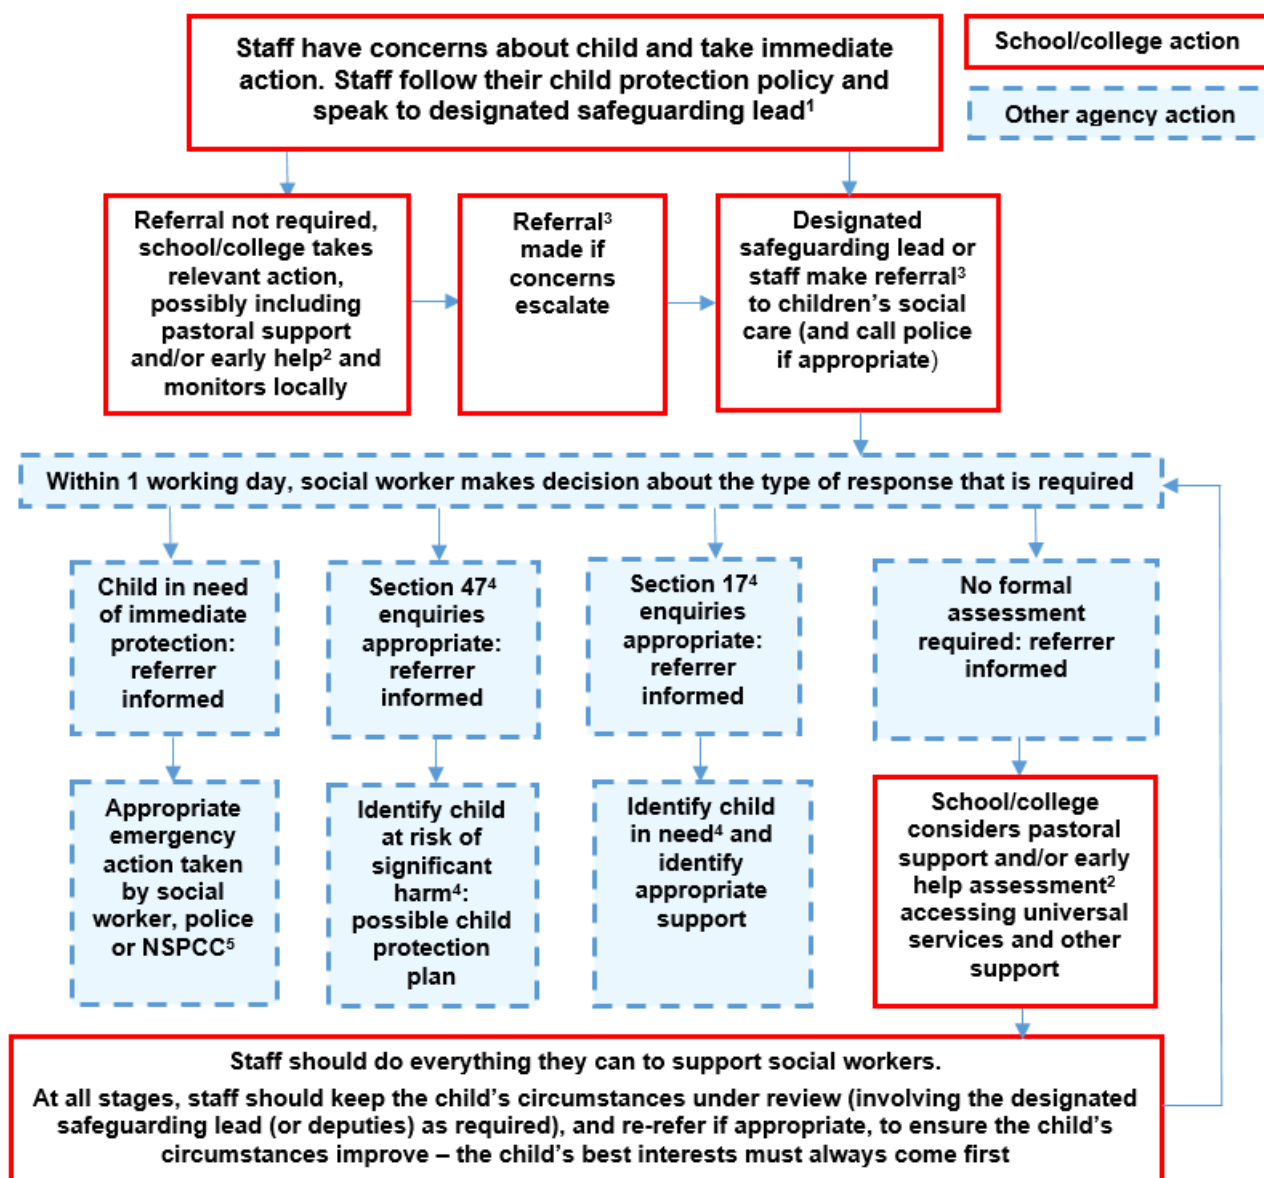 Staff have concerns about child and take immediate
action. Staff follow their child protection policy and
speak to designated safeguarding lead¹
School/college action
Other agency action
Referral not required,
school/college takes
relevant action,
possibly including
pastoral support
and/or early help² and
monitors locally
Referral³
made if
concerns
escalate
Designated
safeguarding lead or
staff make referral³
to children’s social
care (and call police
if appropriate)
Within 1 working day, social worker makes decision about the type of response that is required
Child in need
of immediate
protection:
referrer
informed
Section 47⁴
enquiries
appropriate:
referrer
informed
Section 17⁴
enquiries
appropriate:
referrer
informed
No formal
assessment
required: referrer
informed
Appropriate
emergency
action taken
by social
worker, police
or NSPCC⁵
Identify child
at risk of
significant
harm⁴:
possible child
protection
plan
Identify child
in need⁴ and
identify
appropriate
support
School/college
considers pastoral
support and/or early
help assessment²
accessing universal
services and other
support
Staff should do everything they can to support social workers.
At all stages, staff should keep the child’s circumstances under review (involving the designated
safeguarding lead (or deputies) as required), and re-refer if appropriate, to ensure the child’s
circumstances improve – the child’s best interests must always come first